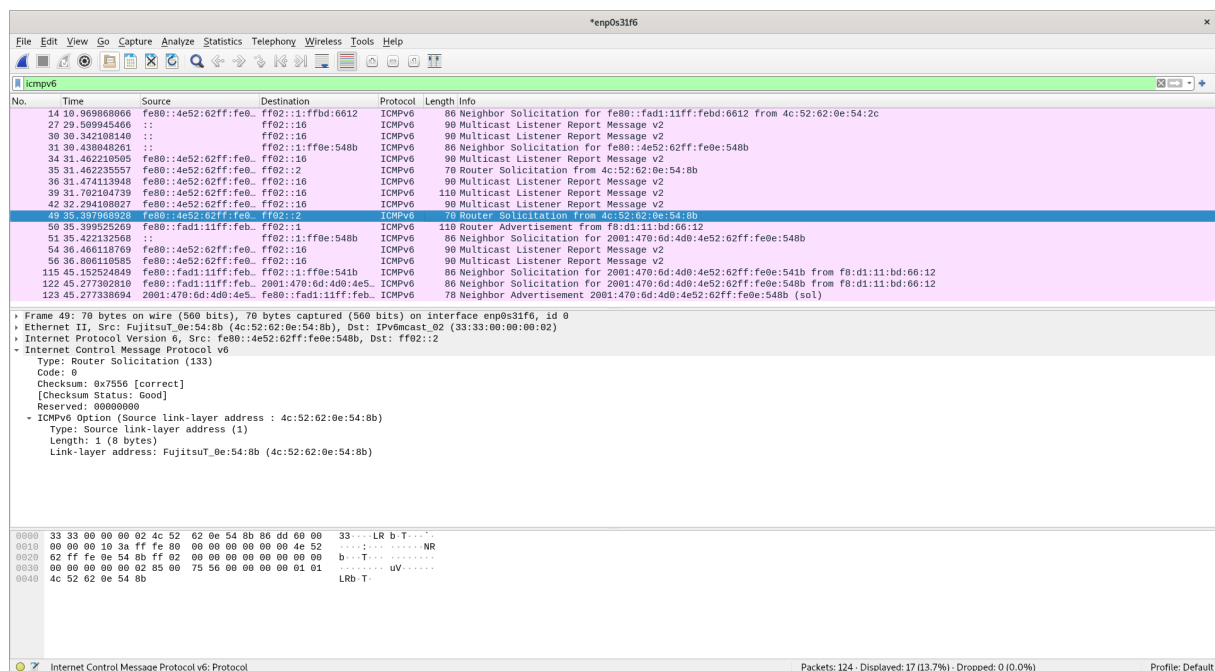 *enp0s31f6
File Edit View Go Capture Analyze Statistics Telephony Wireless Tools Help
icmpv6
No. Time Source Destination Protocol Length Info
14 10.969868066 fe80::4e52:62ff:fe0… ff02::1:ffbd:6612 ICMPv6 86 Neighbor Solicitation for fe80::fad1:11ff:febd:6612 from 4c:52:62:0e:54:2c
27 29.509945466 :: ff02::16 ICMPv6 90 Multicast Listener Report Message v2
30 30.342108140 :: ff02::16 ICMPv6 90 Multicast Listener Report Message v2
31 30.438048261 :: ff02::1:ff0e:548b ICMPv6 86 Neighbor Solicitation for fe80::4e52:62ff:fe0e:548b
34 31.462210505 fe80::4e52:62ff:fe0… ff02::16 ICMPv6 90 Multicast Listener Report Message v2
35 31.462235557 fe80::4e52:62ff:fe0… ff02::2 ICMPv6 70 Router Solicitation from 4c:52:62:0e:54:8b
36 31.474113948 fe80::4e52:62ff:fe0… ff02::16 ICMPv6 90 Multicast Listener Report Message v2
39 31.702104739 fe80::4e52:62ff:fe0… ff02::16 ICMPv6 110 Multicast Listener Report Message v2
42 32.294108027 fe80::4e52:62ff:fe0… ff02::16 ICMPv6 90 Multicast Listener Report Message v2
49 35.397968928 fe80::4e52:62ff:fe0… ff02::2 ICMPv6 70 Router Solicitation from 4c:52:62:0e:54:8b
50 35.399525269 fe80::fad1:11ff:feb… ff02::1 ICMPv6 110 Router Advertisement from f8:d1:11:bd:66:12
51 35.422132568 :: ff02::1:ff0e:548b ICMPv6 86 Neighbor Solicitation for 2001:470:6d:4d0:4e52:62ff:fe0e:548b
54 36.466118769 fe80::4e52:62ff:fe0… ff02::16 ICMPv6 90 Multicast Listener Report Message v2
56 36.806110585 fe80::4e52:62ff:fe0… ff02::16 ICMPv6 90 Multicast Listener Report Message v2
115 45.152524849 fe80::fad1:11ff:feb… ff02::1:ff0e:541b ICMPv6 86 Neighbor Solicitation for 2001:470:6d:4d0:4e52:62ff:fe0e:541b from f8:d1:11:bd:66:12
122 45.277302810 fe80::fad1:11ff:feb… 2001:470:6d:4d0:4e5… ICMPv6 86 Neighbor Solicitation for 2001:470:6d:4d0:4e52:62ff:fe0e:548b from f8:d1:11:bd:66:12
123 45.277338694 2001:470:6d:4d0:4e5… fe80::fad1:11ff:feb… ICMPv6 78 Neighbor Advertisement 2001:470:6d:4d0:4e52:62ff:fe0e:548b (sol)
Frame 49: 70 bytes on wire (560 bits), 70 bytes captured (560 bits) on interface enp0s31f6, id 0
Ethernet II, Src: FujitsuT_0e:54:8b (4c:52:62:0e:54:8b), Dst: IPv6mcast_02 (33:33:00:00:00:02)
Internet Protocol Version 6, Src: fe80::4e52:62ff:fe0e:548b, Dst: ff02::2
Internet Control Message Protocol v6
Type: Router Solicitation (133)
Code: 0
Checksum: 0x7556 [correct]
[Checksum Status: Good]
Reserved: 00000000
ICMPv6 Option (Source link-layer address : 4c:52:62:0e:54:8b)
Type: Source link-layer address (1)
Length: 1 (8 bytes)
Link-layer address: FujitsuT_0e:54:8b (4c:52:62:0e:54:8b)
0000 33 33 00 00 00 02 4c 52 62 0e 54 8b 86 dd 60 00 33····LR b·T···`·
0010 00 00 00 10 3a ff fe 80 00 00 00 00 00 00 4e 52 ····:··· ······NR
0020 62 ff fe 0e 54 8b ff 02 00 00 00 00 00 00 00 00 b···T··· ········
0030 00 00 00 00 00 02 85 00 75 56 00 00 00 00 01 01 ········ uV······
0040 4c 52 62 0e 54 8b LRb·T·
Internet Control Message Protocol v6: Protocol Packets: 124 · Displayed: 17 (13.7%) · Dropped: 0 (0.0%) Profile: Default